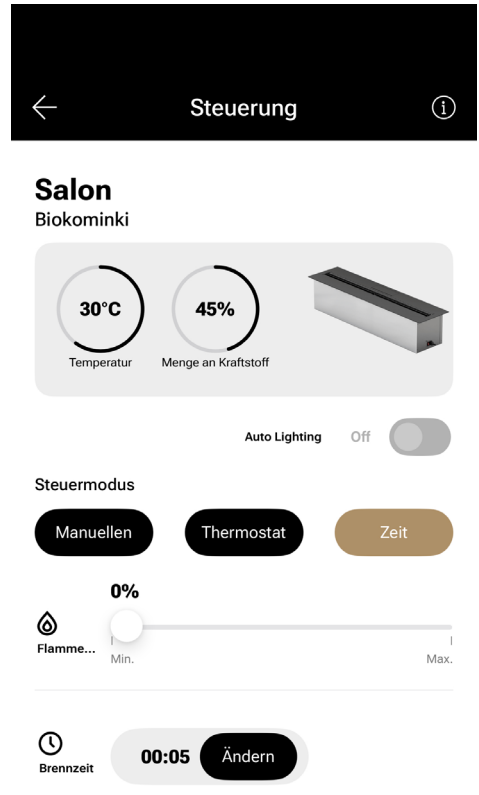 Steuerung
Salon
Biokominki
30°C
45%
Temperatur
Menge an Kraftstoff
Auto Lighting
Off
Steuermodus
Manuellen
Thermostat
Zeit
0%
Flamme...
Min.
Max.
Brennzeit
00:05
Ändern